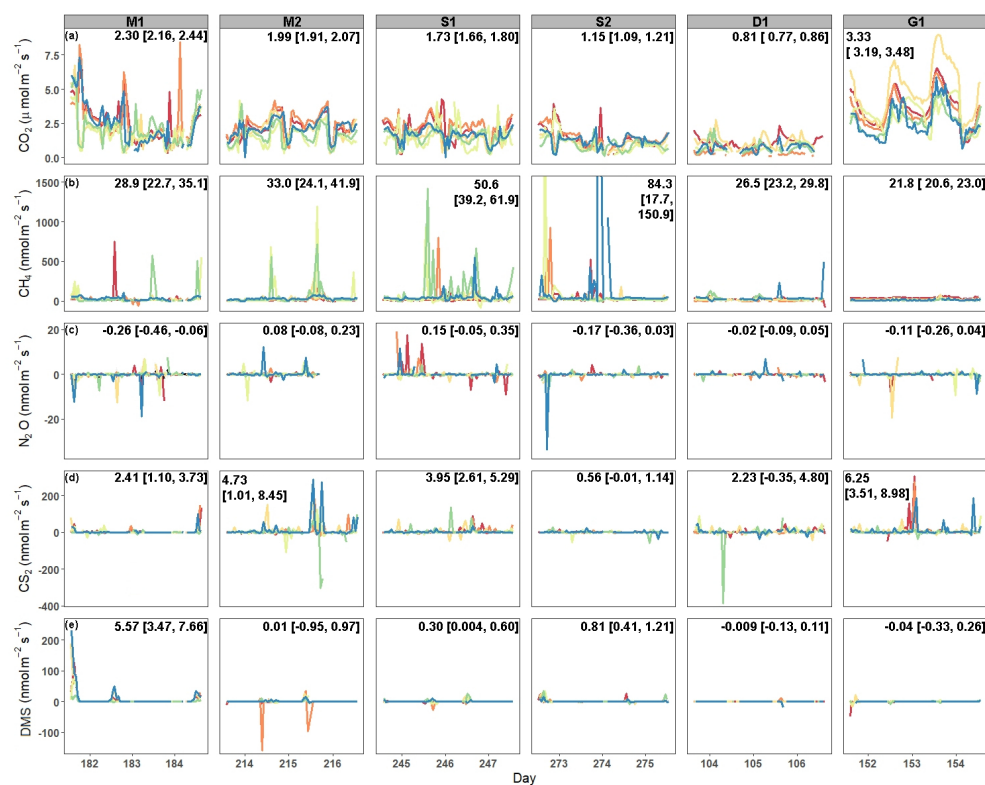 M1 M2 S1 S2 D1 G1
(a) 2.30 [2.16, 2.44] 1.99 [1.91, 2.07] 1.73 [1.66, 1.80] 1.15 [1.09, 1.21] 0.81 [ 0.77, 0.86] 3.33
[ 3.19, 3.48]
CO₂ (μ molm⁻² s⁻¹)
7.5
5.0
2.5
0.0
(b) 28.9 [22.7, 35.1] 33.0 [24.1, 41.9] 50.6 84.3 26.5 [23.2, 29.8] 21.8 [ 20.6, 23.0]
[39.2, 61.9] [17.7,
150.9]
CH₄ (nmolm⁻² s⁻¹)
1500
1000
500
0
(c) -0.26 [-0.46, -0.06] 0.08 [-0.08, 0.23] 0.15 [-0.05, 0.35] -0.17 [-0.36, 0.03] -0.02 [-0.09, 0.05] -0.11 [-0.26, 0.04]
N₂ O (nmolm⁻² s⁻¹)
20
0
-20
(d) 2.41 [1.10, 3.73] 4.73 3.95 [2.61, 5.29] 0.56 [-0.01, 1.14] 2.23 [-0.35, 4.80] 6.25
[1.01, 8.45] [3.51, 8.98]
CS₂ (nmolm⁻² s⁻¹)
200
0
-200
-400
(e) 5.57 [3.47, 7.66] 0.01 [-0.95, 0.97] 0.30 [0.004, 0.60] 0.81 [0.41, 1.21] -0.009 [-0.13, 0.11] -0.04 [-0.33, 0.26]
DMS (nmolm⁻² s⁻¹)
200
100
0
-100
182 183 184 214 215 216 245 246 247 273 274 275 104 105 106 152 153 154
Day